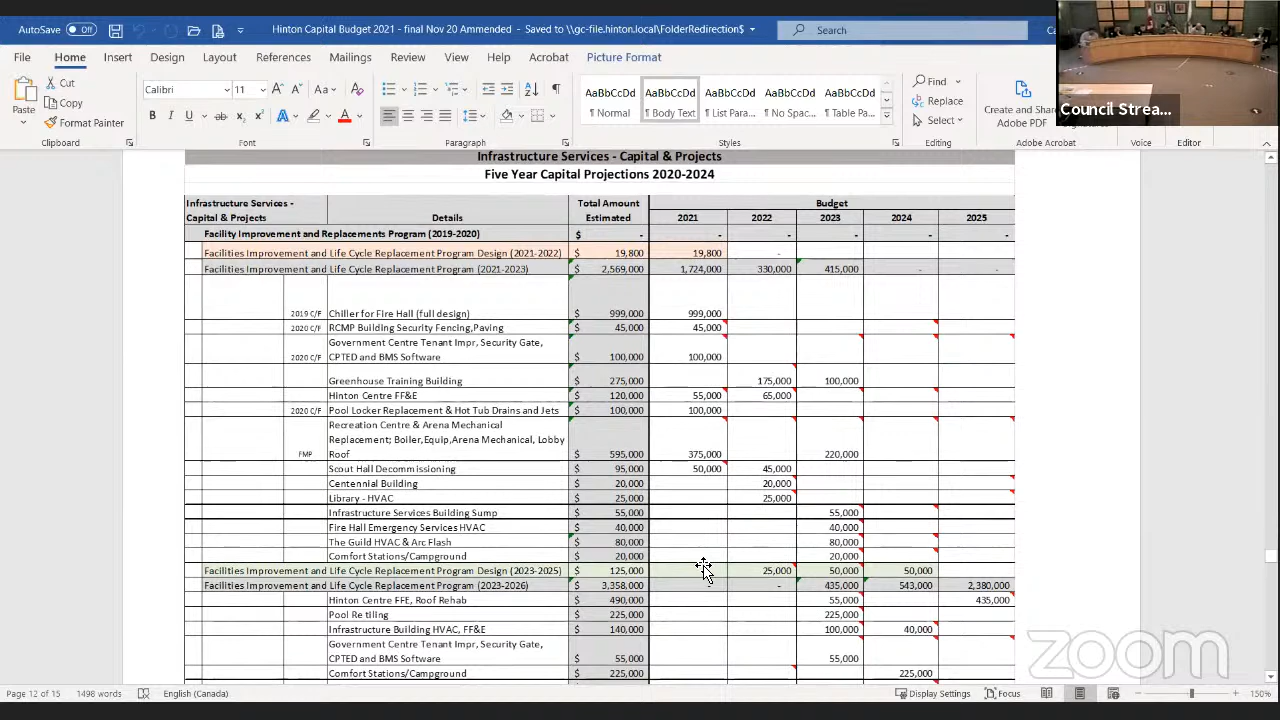 AutoSave Off Hinton Capital Budget 2021 - final Nov 20 Ammended - Saved to \\gc-file.hinton.local\FolderRedirection$ Search Ca
File Home Insert Design Layout References Mailings Review View Help Acrobat Picture Format
Paste Cut Copy Format Painter
Calibri 11
AaBbCcDd AaBbCcDd AaBbCcDd AaBbCcDd AaBbCcDd
¶ Normal ¶ Body Text ¶ List Para... ¶ No Spac... ¶ Table Pa...
Find Replace Select
Create and Share
Adobe PDF
Council Strea...
Clipboard Font Paragraph Styles Editing Adobe Acrobat Voice Editor
Infrastructure Services - Capital & Projects
Five Year Capital Projections 2020-2024
Infrastructure Services - Total Amount Budget
Capital & Projects Details Estimated 2021 2022 2023 2024 2025
Facility Improvement and Replacements Program (2019-2020) $ - - - - - -
Facilities Improvement and Life Cycle Replacement Program Design (2021-2022) $ 19,800 19,800 -
Facilities Improvement and Life Cycle Replacement Program (2021-2023) $ 2,569,000 1,724,000 330,000 415,000 - -
2019 C/F Chiller for Fire Hall (full design) $ 999,000 999,000
2020 C/F RCMP Building Security Fencing,Paving $ 45,000 45,000
Government Centre Tenant Impr, Security Gate,
2020 C/F CPTED and BMS Software $ 100,000 100,000
Greenhouse Training Building $ 275,000 175,000 100,000
Hinton Centre FF&E $ 120,000 55,000 65,000
2020 C/F Pool Locker Replacement & Hot Tub Drains and Jets $ 100,000 100,000
Recreation Centre & Arena Mechanical
Replacement; Boiler,Equip,Arena Mechanical, Lobby
FMP Roof $ 595,000 375,000 220,000
Scout Hall Decommissioning $ 95,000 50,000 45,000
Centennial Building $ 20,000 20,000
Library - HVAC $ 25,000 25,000
Infrastructure Services Building Sump $ 55,000 55,000
Fire Hall Emergency Services HVAC $ 40,000 40,000
The Guild HVAC & Arc Flash $ 80,000 80,000
Comfort Stations/Campground $ 20,000 20,000
Facilities Improvement and Life Cycle Replacement Program Design (2023-2025) $ 125,000 25,000 50,000 50,000
Facilities Improvement and Life Cycle Replacement Program (2023-2026) $ 3,358,000 - - 435,000 543,000 2,380,000
Hinton Centre FFE, Roof Rehab $ 490,000 55,000 435,000
Pool Re tiling $ 225,000 225,000
Infrastructure Building HVAC, FF&E $ 140,000 100,000 40,000
Government Centre Tenant Impr, Security Gate,
CPTED and BMS Software $ 55,000 55,000
Comfort Stations/Campground $ 225,000 225,000
zoom
Page 12 of 15 1498 words English (Canada) Display Settings Focus 150%